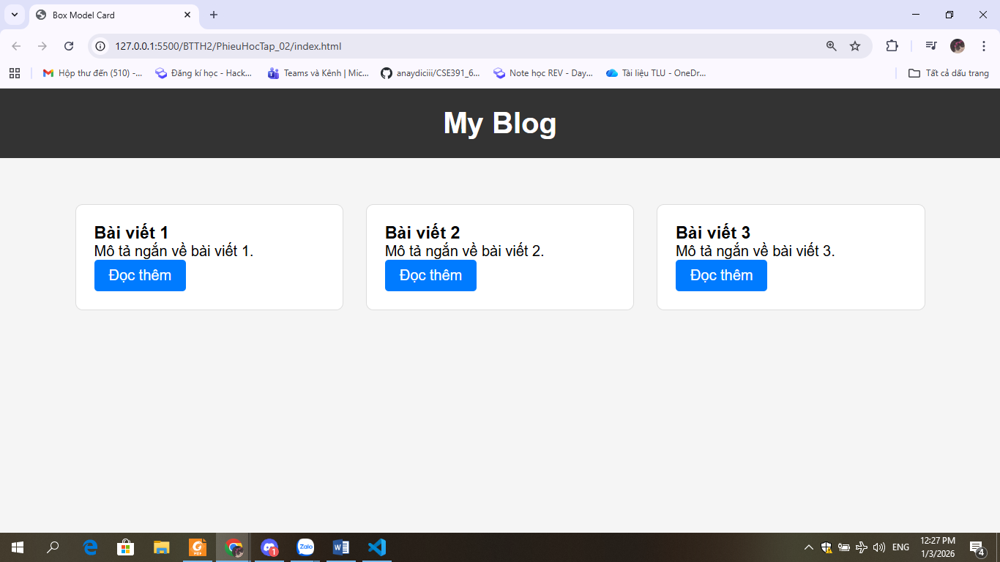 Box Model Card
127.0.0.1:5500/BTTH2/PhieuHocTap_02/index.html
Hộp thư đến (510) -... Đăng kí học - Hack... Teams và Kênh | Mic... anaydiciii/CSE391_6... Note học REV - Day... Tài liệu TLU - OneDr... Tất cả dấu trang
My Blog
Bài viết 1
Mô tả ngắn về bài viết 1.
Đọc thêm
Bài viết 2
Mô tả ngắn về bài viết 2.
Đọc thêm
Bài viết 3
Mô tả ngắn về bài viết 3.
Đọc thêm
PDF
1
Zalo
ENG
12:27 PM
1/3/2026
4